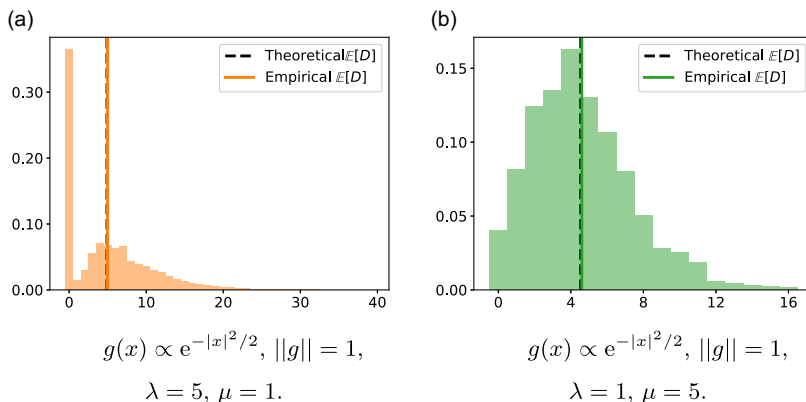 (a)
(b)
Theoretical𝔼[D]
Empirical 𝔼[D]
0.30
0.20
0.10
0.00
0 10 20 30 40
Theoretical 𝔼[D]
Empirical 𝔼[D]
0.15
0.10
0.05
0.00
0 4 8 12 16
g(x) ∝ e^{−|x|²/2}, ||g|| = 1,
λ = 5, μ = 1.
g(x) ∝ e^{−|x|²/2}, ||g|| = 1,
λ = 1, μ = 5.